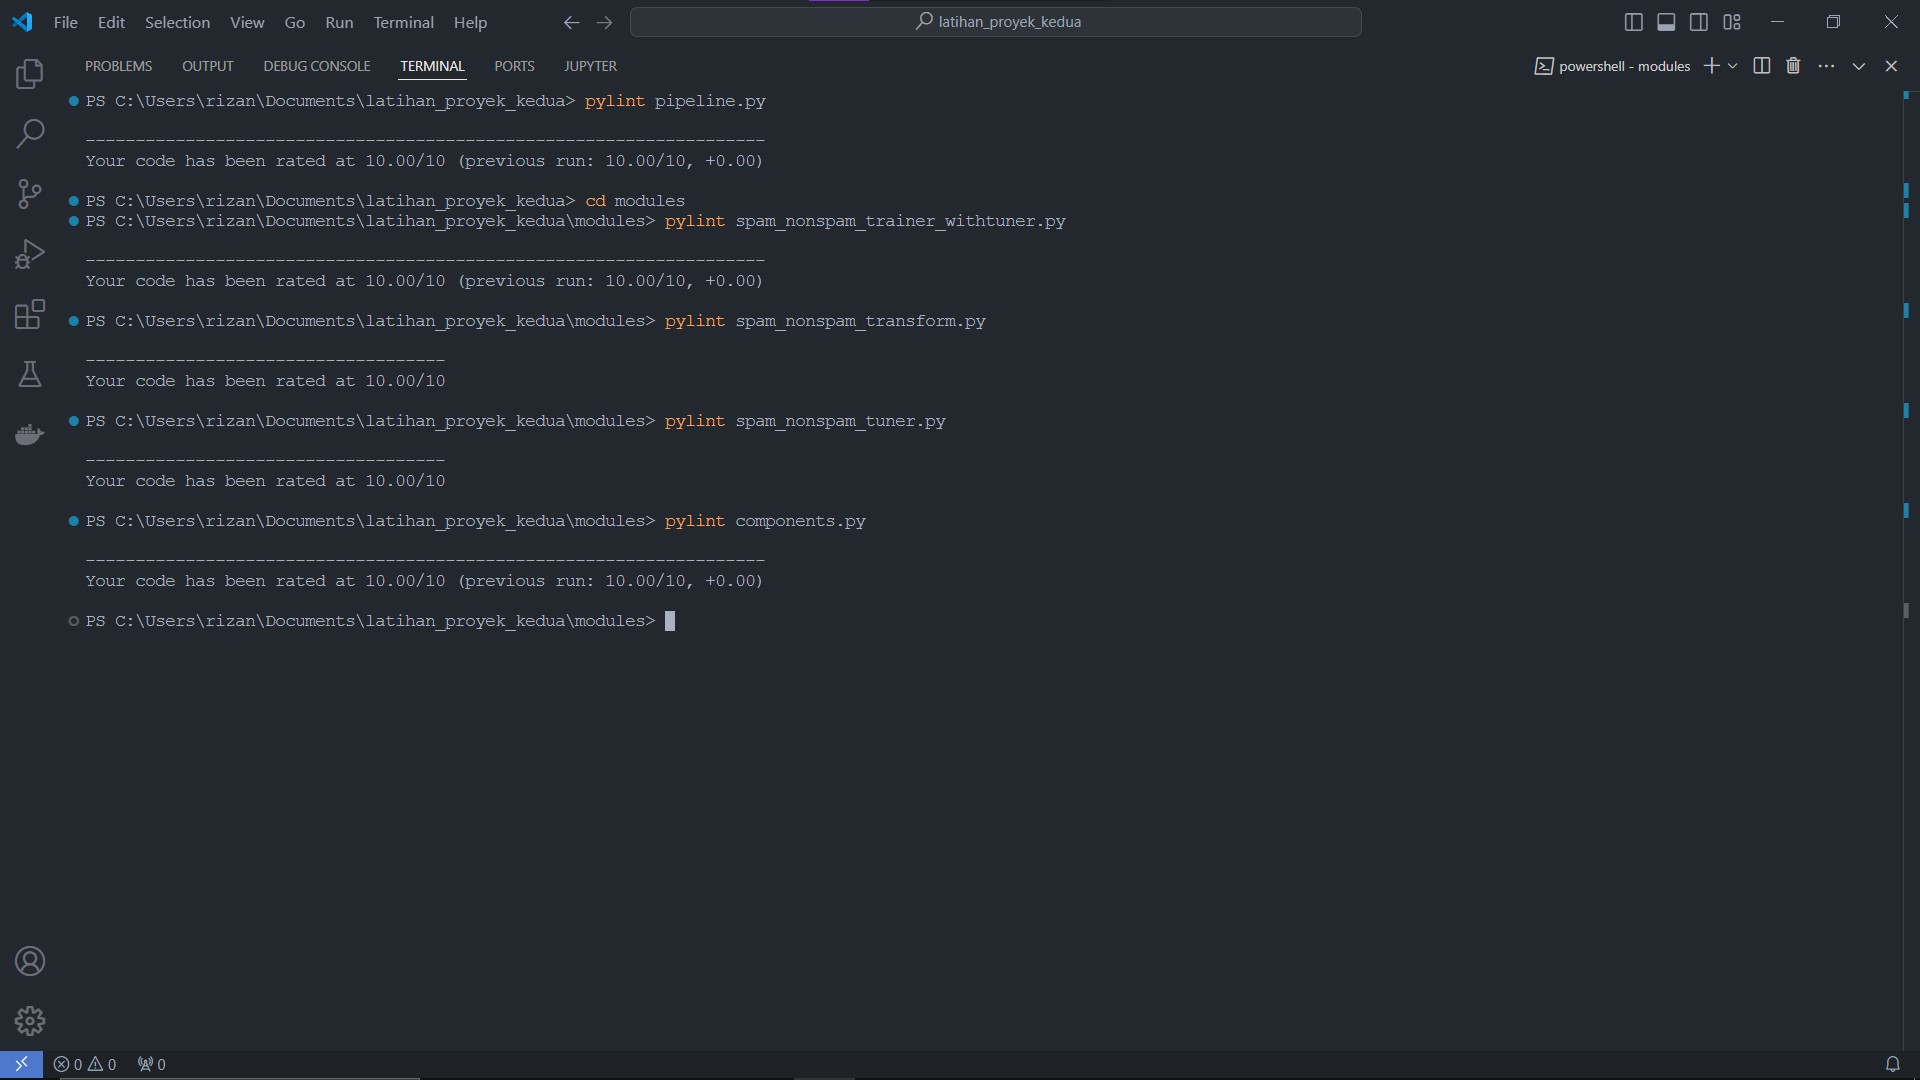 File Edit Selection View Go Run Terminal Help latihan_proyek_kedua
PROBLEMS OUTPUT DEBUG CONSOLE TERMINAL PORTS JUPYTER powershell - modules
PS C:\Users\rizan\Documents\latihan_proyek_kedua> pylint pipeline.py
--------------------------------------------------------------------
Your code has been rated at 10.00/10 (previous run: 10.00/10, +0.00)
PS C:\Users\rizan\Documents\latihan_proyek_kedua> cd modules
PS C:\Users\rizan\Documents\latihan_proyek_kedua\modules> pylint spam_nonspam_trainer_withtuner.py
--------------------------------------------------------------------
Your code has been rated at 10.00/10 (previous run: 10.00/10, +0.00)
PS C:\Users\rizan\Documents\latihan_proyek_kedua\modules> pylint spam_nonspam_transform.py
------------------------------------
Your code has been rated at 10.00/10
PS C:\Users\rizan\Documents\latihan_proyek_kedua\modules> pylint spam_nonspam_tuner.py
------------------------------------
Your code has been rated at 10.00/10
PS C:\Users\rizan\Documents\latihan_proyek_kedua\modules> pylint components.py
--------------------------------------------------------------------
Your code has been rated at 10.00/10 (previous run: 10.00/10, +0.00)
PS C:\Users\rizan\Documents\latihan_proyek_kedua\modules>
0 0 0